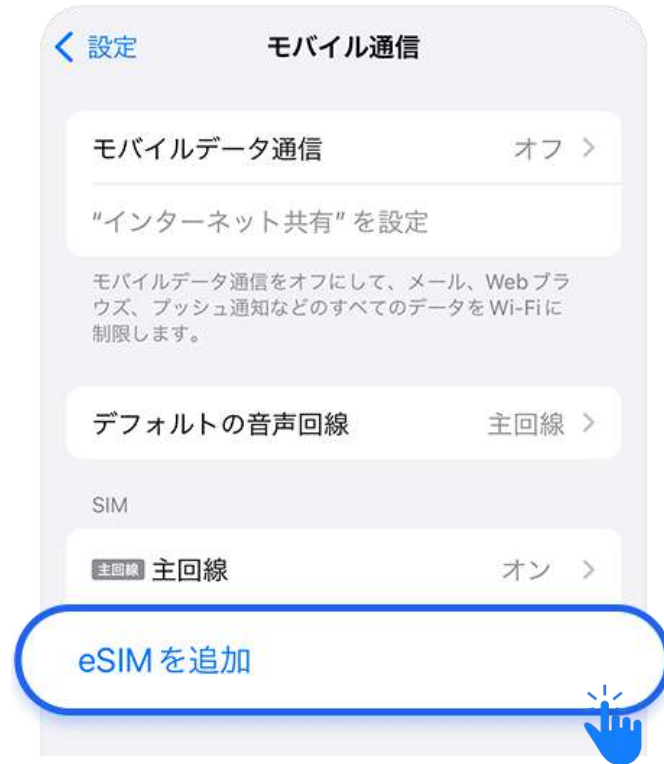 設定 モバイル通信
モバイルデータ通信 オフ
“インターネット共有” を設定
モバイルデータ通信をオフにして、メール、Webブラ
ウズ、プッシュ通知などのすべてのデータをWi-Fiに
制限します。
デフォルトの音声回線 主回線
SIM
主回線 主回線 オン
eSIMを追加